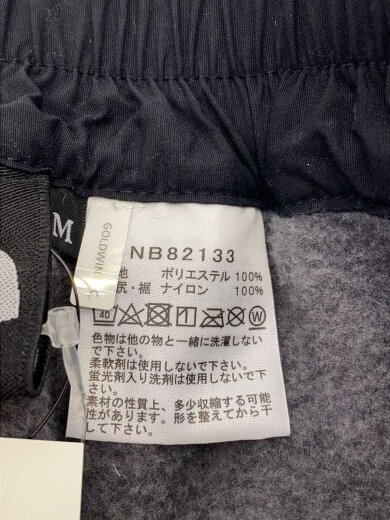 M
GOLDWIN
NB82133
地 ポリエステル 100%
尻・裾 ナイロン 100%
40
W
色物は他の物と一緒に洗濯しない
で下さい。
柔軟剤は使用しないで下さい。
蛍光剤入り洗剤は使用しないで
下さい。
素材の性質上、多少収縮する可能
性があります。形を整えてから干
して下さい。